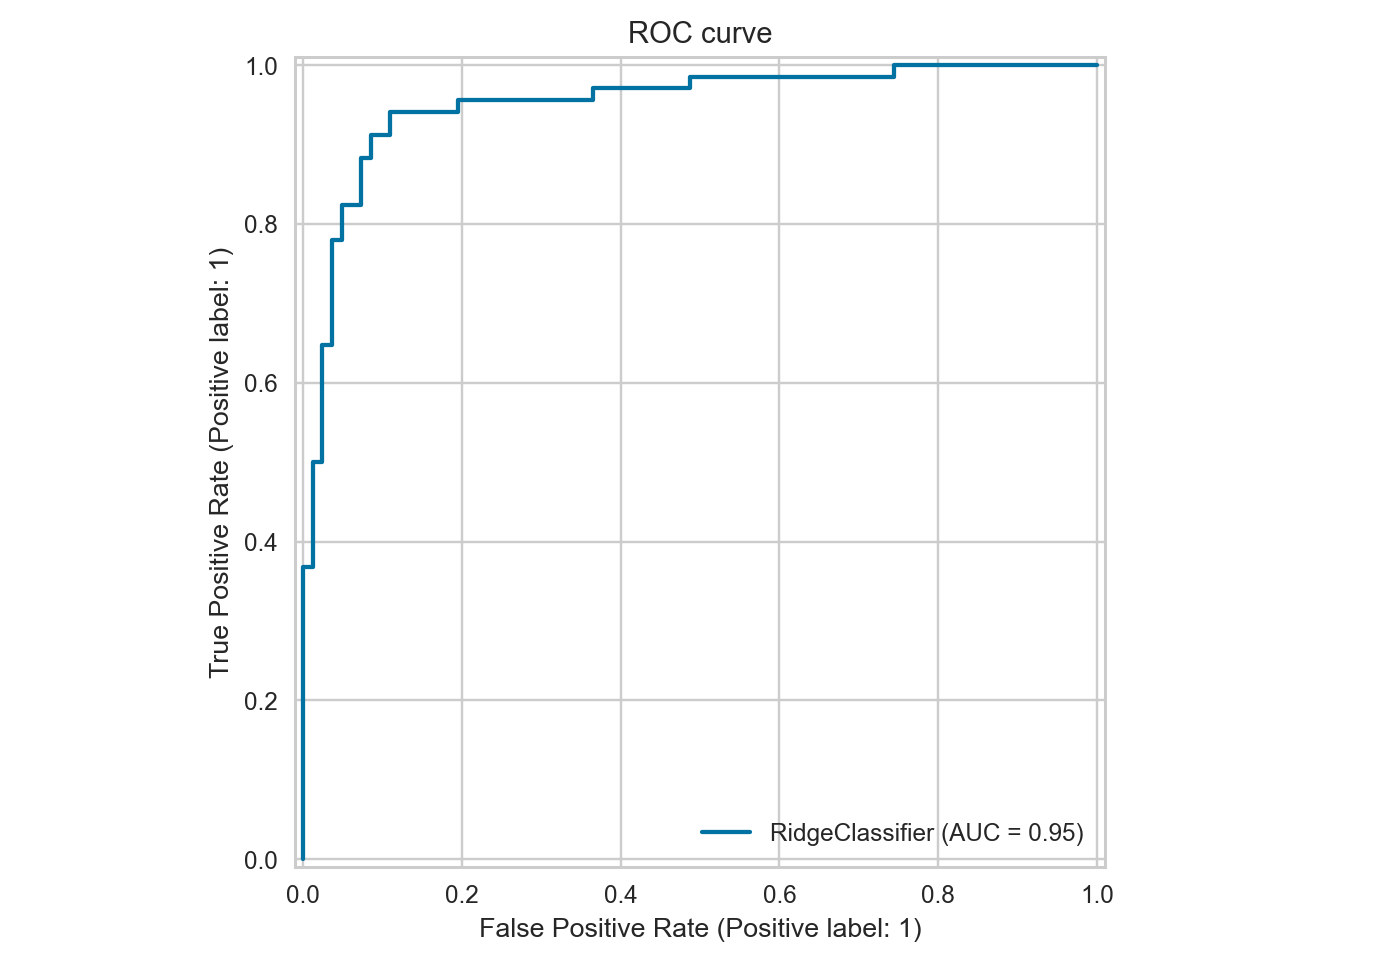 ROC curve
1.0
0.8
0.6
0.4
0.2
0.0
True Positive Rate (Positive label: 1)
RidgeClassifier (AUC = 0.95)
0.0 0.2 0.4 0.6 0.8 1.0
False Positive Rate (Positive label: 1)